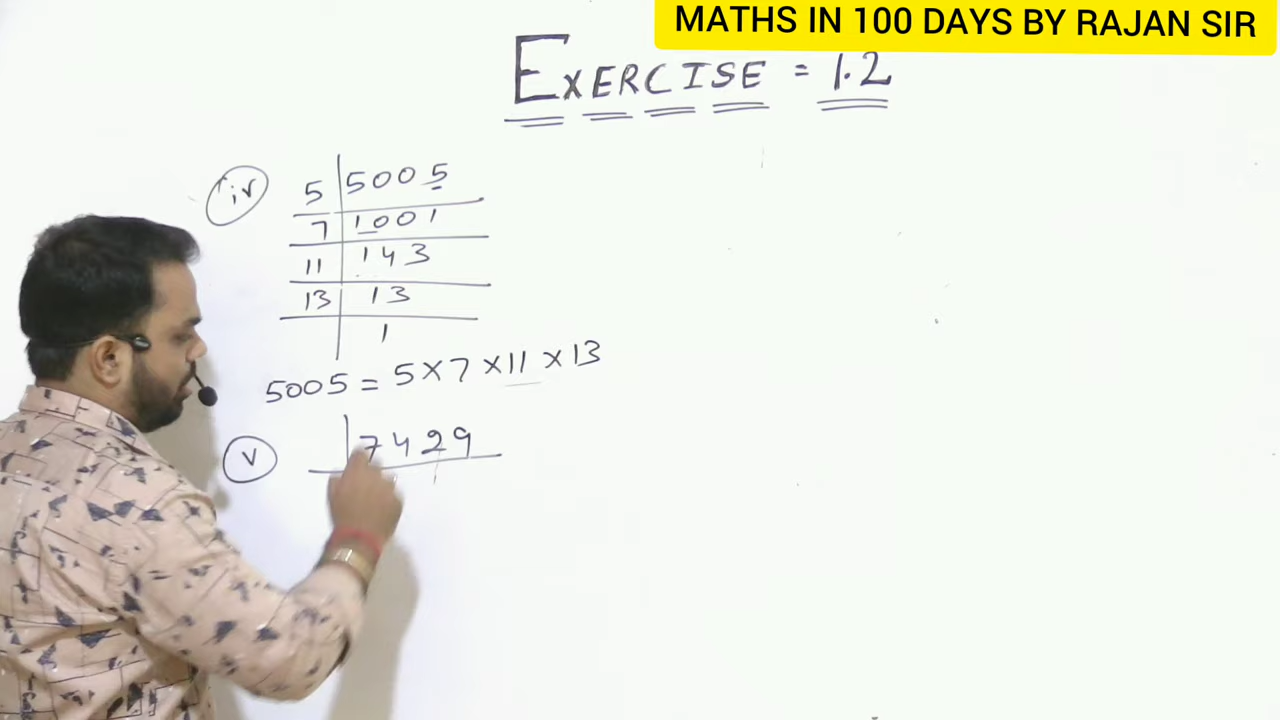 MATHS IN 100 DAYS BY RAJAN SIR
EXERCISE = 1.2
iv 5 5005
7 1001
11 143
13 13
1
5005 = 5 × 7 × 11 × 13
v 7429